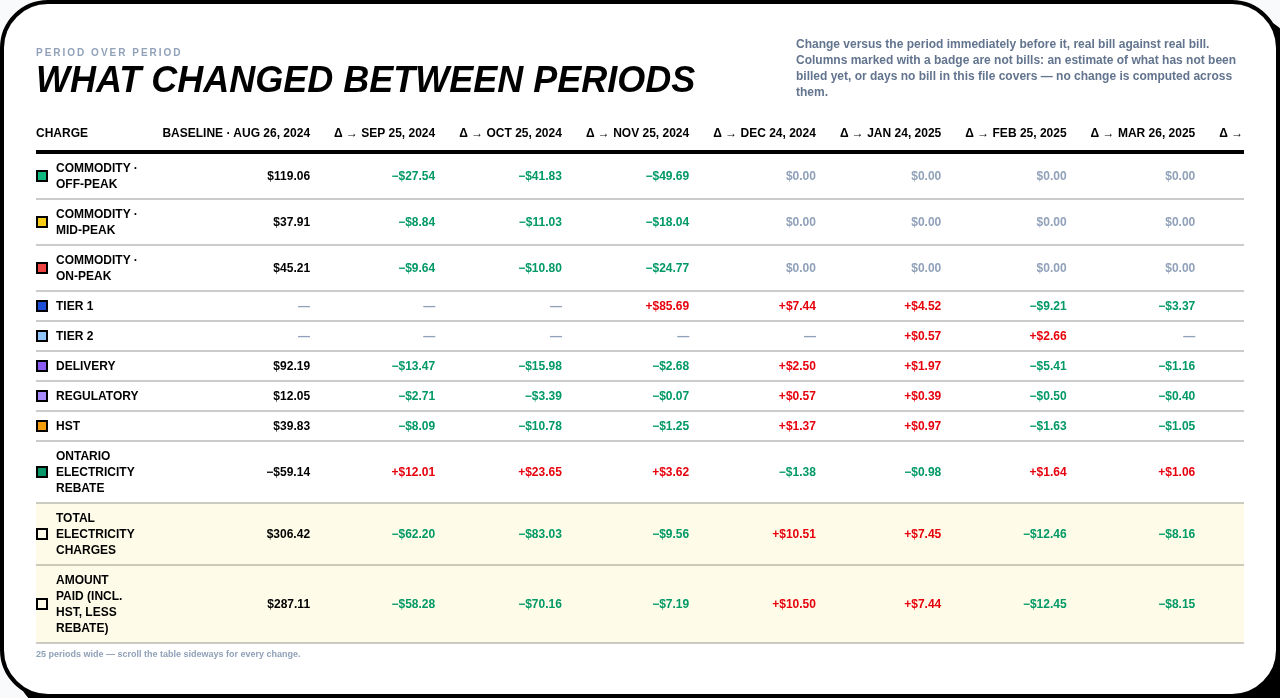 PERIOD OVER PERIOD
WHAT CHANGED BETWEEN PERIODS
Change versus the period immediately before it, real bill against real bill.
Columns marked with a badge are not bills: an estimate of what has not been
billed yet, or days no bill in this file covers — no change is computed across
them.
CHARGE BASELINE · AUG 26, 2024 Δ → SEP 25, 2024 Δ → OCT 25, 2024 Δ → NOV 25, 2024 Δ → DEC 24, 2024 Δ → JAN 24, 2025 Δ → FEB 25, 2025 Δ → MAR 26, 2025 Δ →
COMMODITY ·
OFF-PEAK $119.06 −$27.54 −$41.83 −$49.69 $0.00 $0.00 $0.00 $0.00
COMMODITY ·
MID-PEAK $37.91 −$8.84 −$11.03 −$18.04 $0.00 $0.00 $0.00 $0.00
COMMODITY ·
ON-PEAK $45.21 −$9.64 −$10.80 −$24.77 $0.00 $0.00 $0.00 $0.00
TIER 1 — — — +$85.69 +$7.44 +$4.52 −$9.21 −$3.37
TIER 2 — — — — — +$0.57 +$2.66 —
DELIVERY $92.19 −$13.47 −$15.98 −$2.68 +$2.50 +$1.97 −$5.41 −$1.16
REGULATORY $12.05 −$2.71 −$3.39 −$0.07 +$0.57 +$0.39 −$0.50 −$0.40
HST $39.83 −$8.09 −$10.78 −$1.25 +$1.37 +$0.97 −$1.63 −$1.05
ONTARIO
ELECTRICITY −$59.14 +$12.01 +$23.65 +$3.62 −$1.38 −$0.98 +$1.64 +$1.06
REBATE
TOTAL
ELECTRICITY $306.42 −$62.20 −$83.03 −$9.56 +$10.51 +$7.45 −$12.46 −$8.16
CHARGES
AMOUNT
PAID (INCL. $287.11 −$58.28 −$70.16 −$7.19 +$10.50 +$7.44 −$12.45 −$8.15
HST, LESS
REBATE)
25 periods wide — scroll the table sideways for every change.